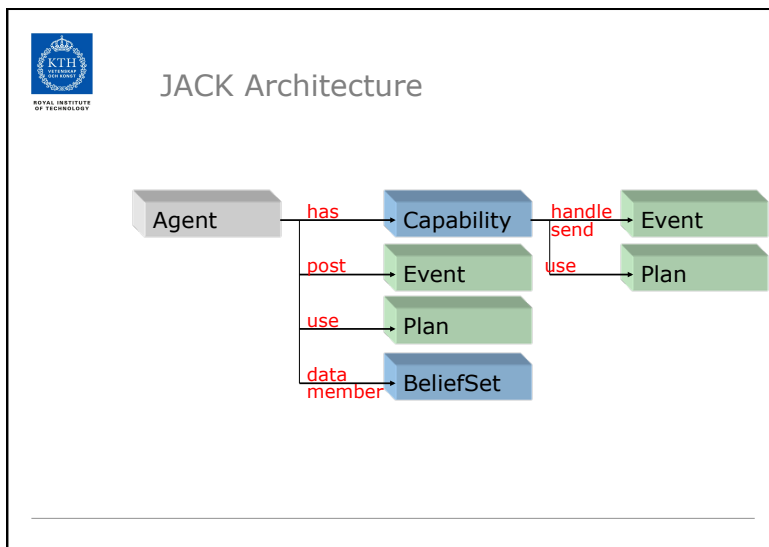 KTH
VETENSKAP
OCH KONST
ROYAL INSTITUTE
OF TECHNOLOGY
JACK Architecture
Agent
has
Capability
handle
send
Event
post
Event
use
Plan
use
Plan
data
member
BeliefSet